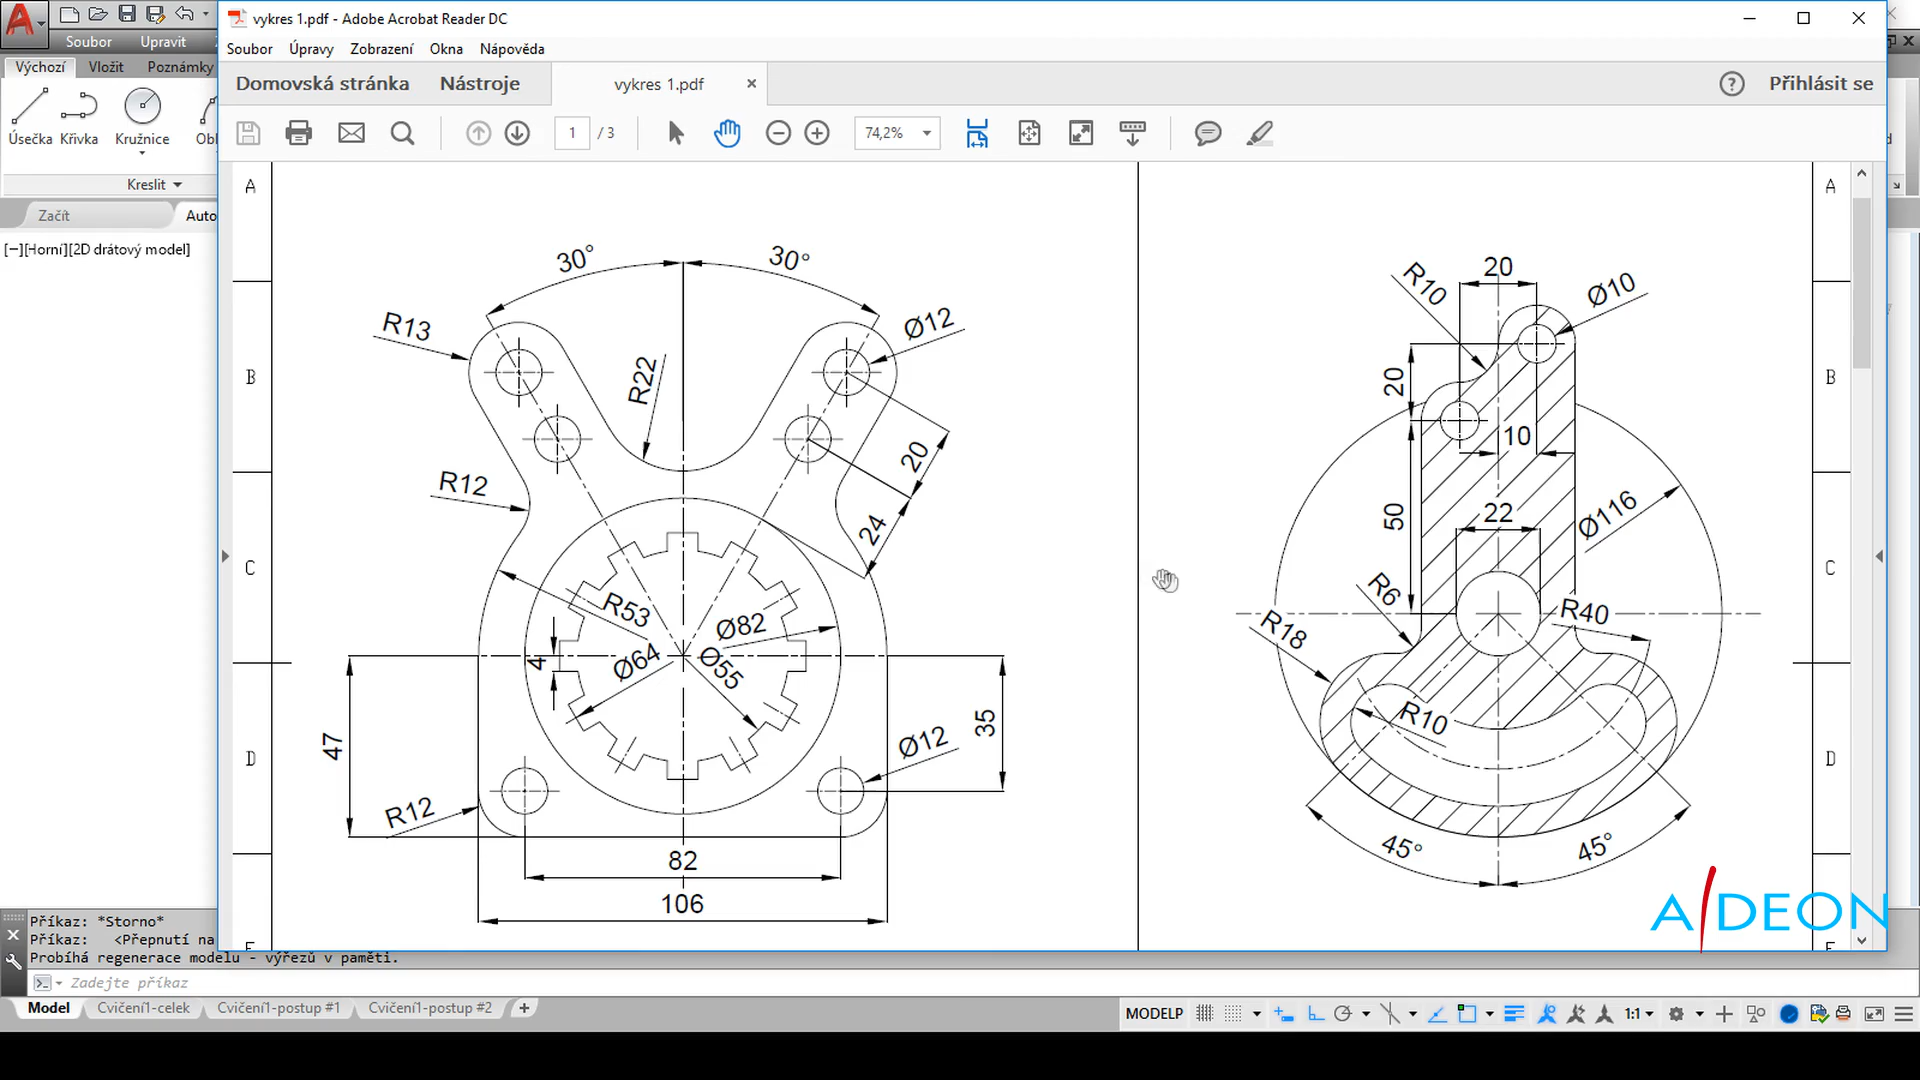 vykres 1.pdf - Adobe Acrobat Reader DC
Soubor Upravit
Soubor Úpravy Zobrazení Okna Nápověda
Výchozí Vložit Poznámky
Domovská stránka Nástroje vykres 1.pdf Přihlásit se
Úsečka Křivka Kružnice
1 / 3 74,2%
Kreslit
Začít
[−][Horní][2D drátový model]
A A
30° 30°
20
R10
Ø10
R13
Ø12
B B
R22
20
20
10
R12
24
50
22
Ø116
C C
R53
Ø82
R6
R40
R18
4
Ø64
Ø55
R10
47
35
Ø12
D D
R12
82
45° 45°
106
AIDEON
Příkaz: *Storno*
Příkaz: <Přepnutí na
Probíhá regenerace modelu - výřezů v paměti.
Zadejte příkaz
Model Cvičení1-celek Cvičení1-postup #1 Cvičení1-postup #2 +
MODELP 1:1